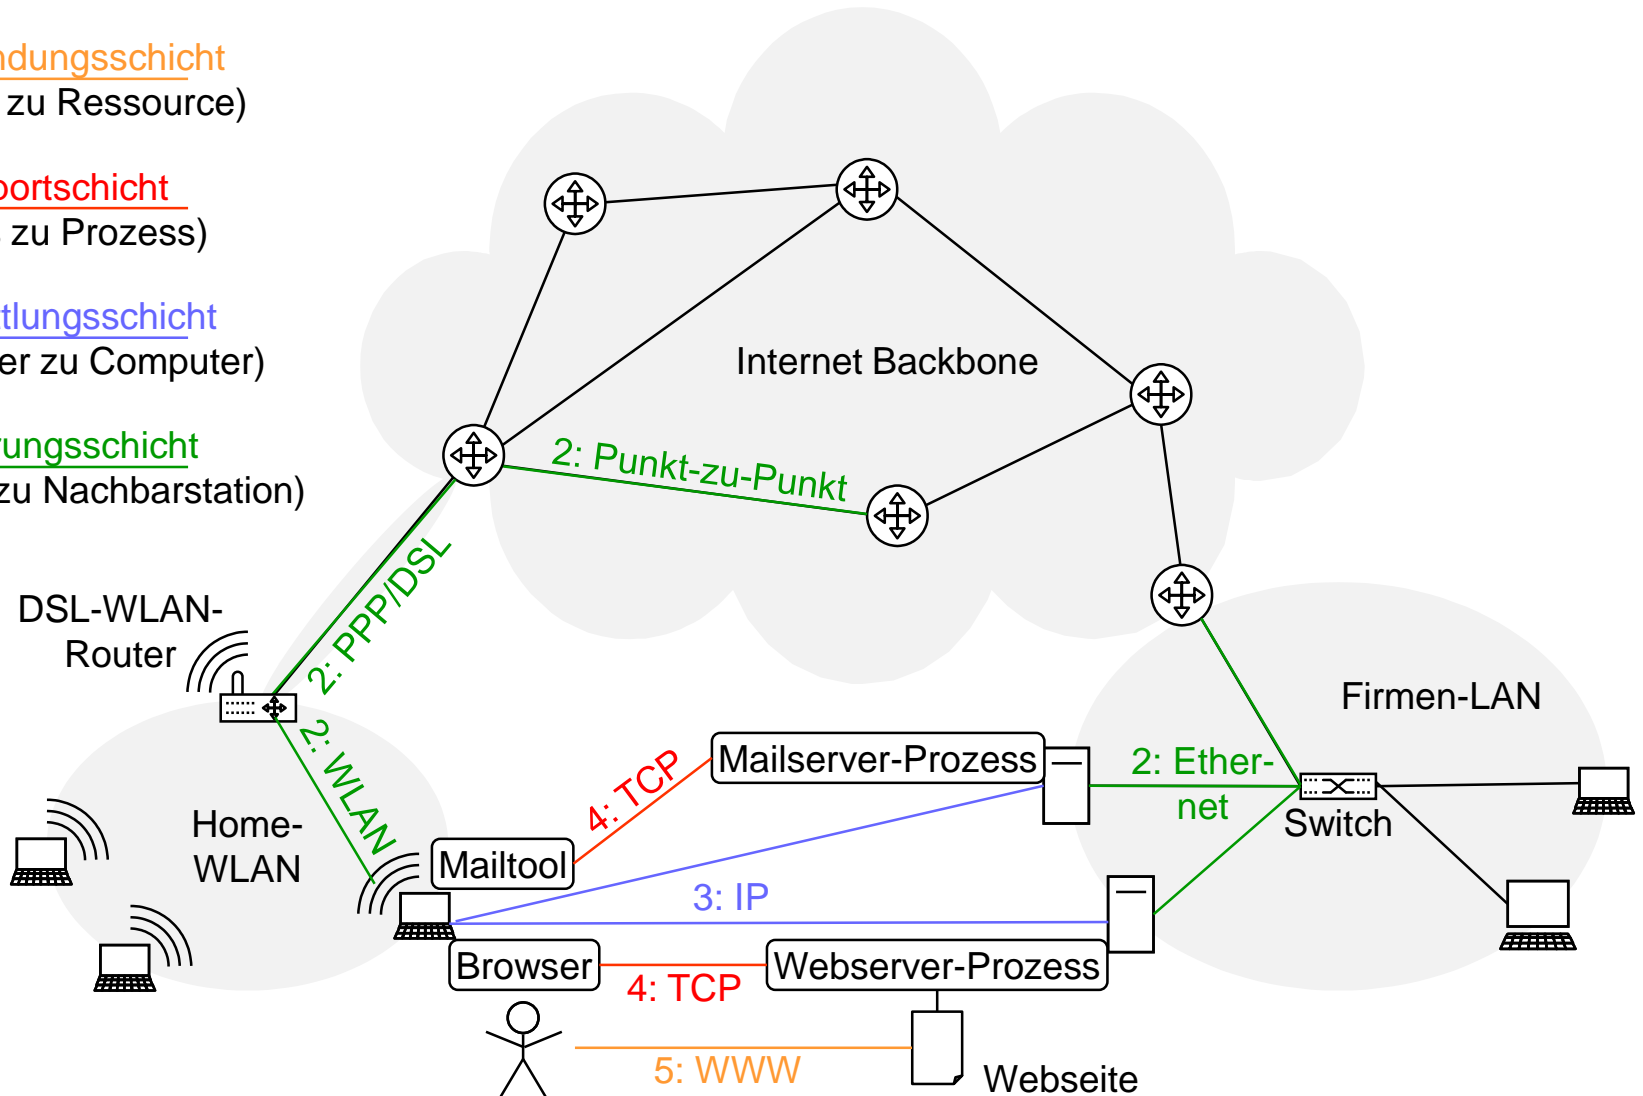 ndungsschicht
zu Ressource)
portschicht
zu Prozess)
ttlungsschicht
er zu Computer)
rungsschicht
zu Nachbarstation)
Internet Backbone
2: Punkt-zu-Punkt
2: PPP/DSL
DSL-WLAN-
Router
2: WLAN
Home-
WLAN
Firmen-LAN
Mailserver-Prozess
2: Ether-
net
Switch
4: TCP
Mailtool
3: IP
Browser
4: TCP
Webserver-Prozess
5: WWW
Webseite